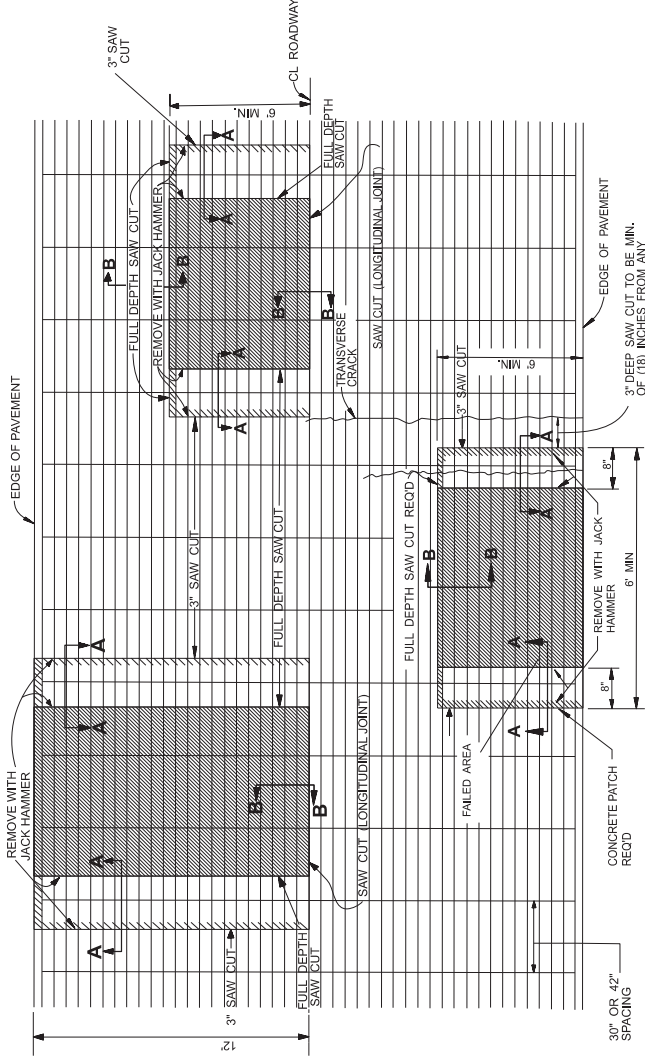 EDGE OF PAVEMENT
REMOVE WITH
JACK HAMMER
A
A
A
A
B
B
12'
3" SAW CUT
FULL DEPTH
SAW CUT
SAW CUT (LONGITUDINAL JOINT)
3" SAW CUT
FULL DEPTH SAW CUT
FULL DEPTH SAW CUT
REMOVE WITH JACK HAMMER
B
B
A
A
A
A
B
B
3" SAW
CUT
6' MIN.
CL ROADWAY
FULL DEPTH
SAW CUT
SAW CUT (LONGITUDINAL JOINT)
TRANSVERSE
CRACK
FULL DEPTH SAW CUT REQ'D
3" SAW CUT
B
B
A
A
A
A
6' MIN.
FAILED AREA
8"
8"
REMOVE WITH JACK
HAMMER
6' MIN
CONCRETE PATCH
REQ'D
30" OR 42"
SPACING
EDGE OF PAVEMENT
3" DEEP SAW CUT TO BE MIN.
OF (18) INCHES FROM ANY